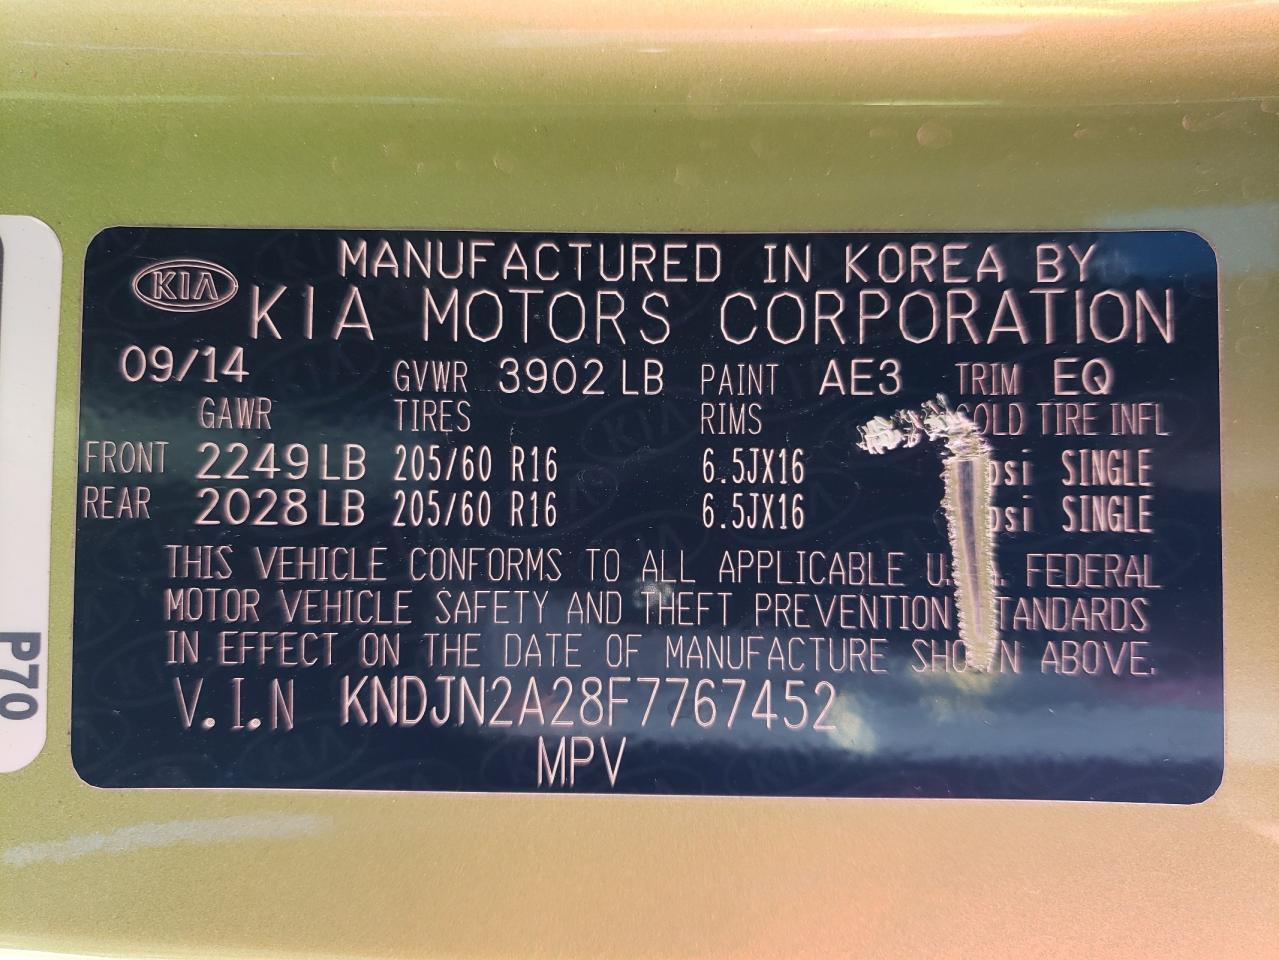 KIA
MANUFACTURED IN KOREA BY
KIA MOTORS CORPORATION
09/14 GVWR 3902 LB PAINT AE3 TRIM EQ
GAWR TIRES RIMS COLD TIRE INFL
FRONT 2249 LB 205/60 R16 6.5JX16 psi SINGLE
REAR 2028 LB 205/60 R16 6.5JX16 psi SINGLE
THIS VEHICLE CONFORMS TO ALL APPLICABLE U.S. FEDERAL
MOTOR VEHICLE SAFETY AND THEFT PREVENTION STANDARDS
IN EFFECT ON THE DATE OF MANUFACTURE SHOWN ABOVE.
V.I.N KNDJN2A28F7767452
MPV
P70